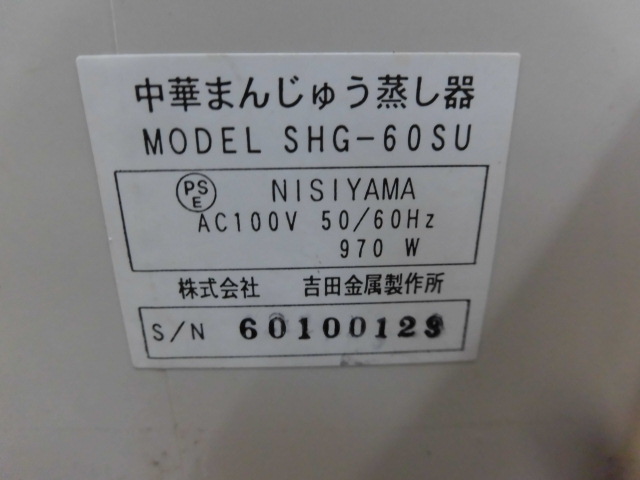 中華まんじゅう蒸し器
MODEL SHG-60SU
PS
E
NISIYAMA
AC100V 50/60Hz
970 W
株式会社 吉田金属製作所
S/N